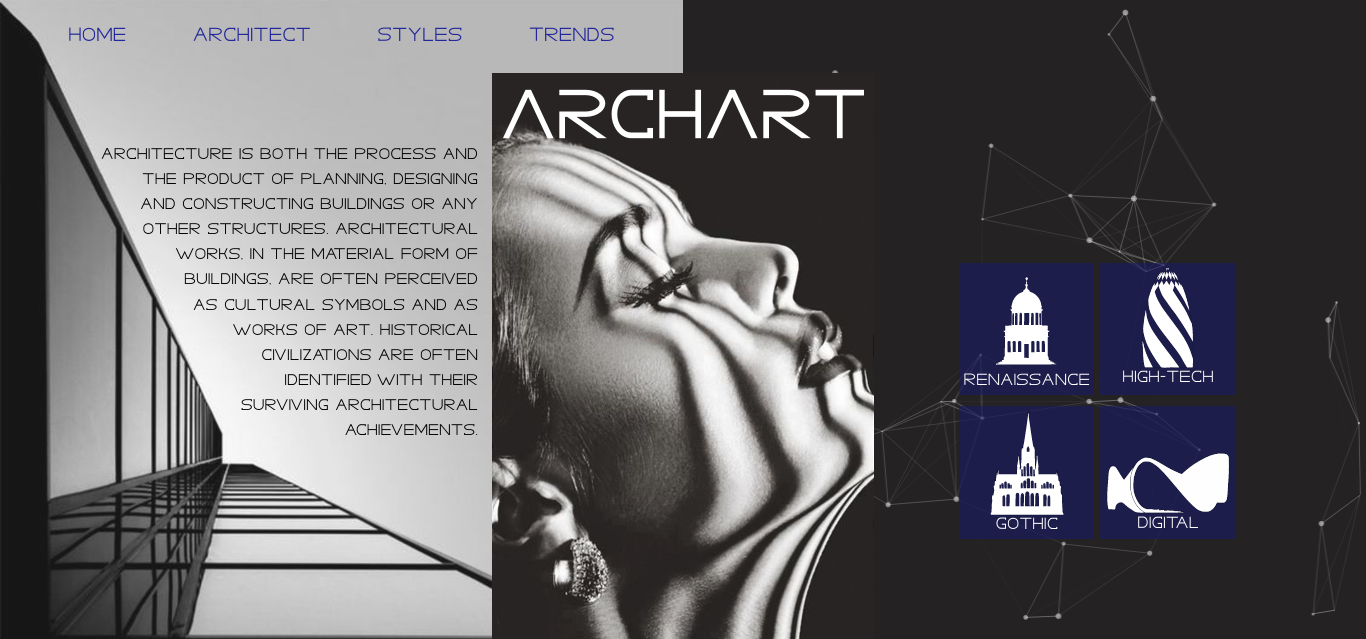 HOME ARCHITECT STYLES TRENDS
ARCHART
ARCHITECTURE IS BOTH THE PROCESS AND
THE PRODUCT OF PLANNING, DESIGNING
AND CONSTRUCTING BUILDINGS OR ANY
OTHER STRUCTURES. ARCHITECTURAL
WORKS, IN THE MATERIAL FORM OF
BUILDINGS, ARE OFTEN PERCEIVED
AS CULTURAL SYMBOLS AND AS
WORKS OF ART. HISTORICAL
CIVILIZATIONS ARE OFTEN
IDENTIFIED WITH THEIR
SURVIVING ARCHITECTURAL
ACHIEVEMENTS.
RENAISSANCE
HIGH-TECH
GOTHIC
DIGITAL